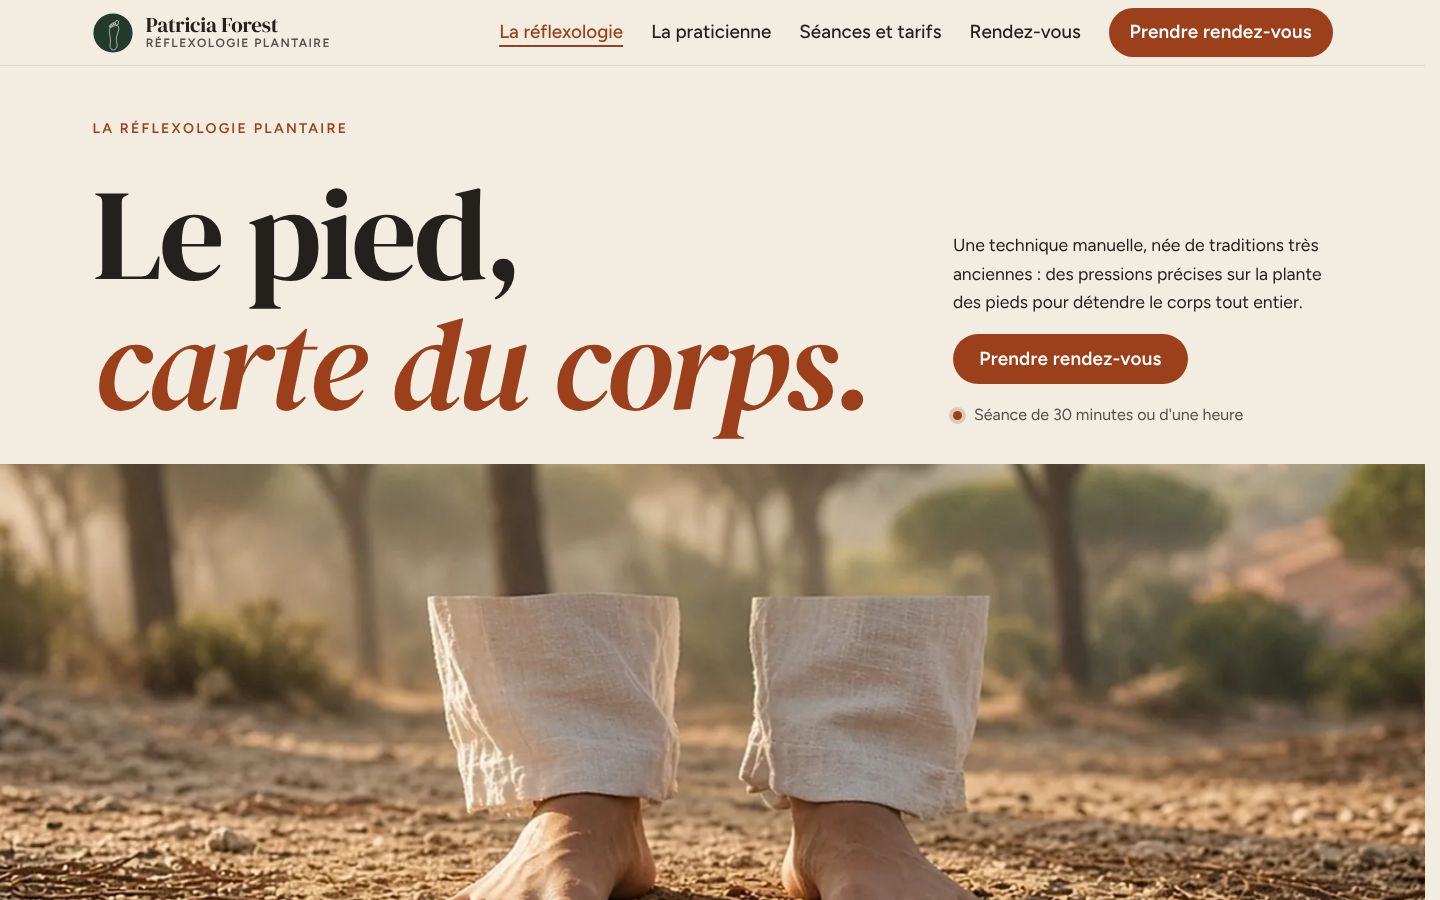 Patricia Forest
RÉFLEXOLOGIE PLANTAIRE
La réflexologie
La praticienne
Séances et tarifs
Rendez-vous
Prendre rendez-vous
LA RÉFLEXOLOGIE PLANTAIRE
Le pied,
carte du corps.
Une technique manuelle, née de traditions très
anciennes : des pressions précises sur la plante
des pieds pour détendre le corps tout entier.
Prendre rendez-vous
Séance de 30 minutes ou d'une heure